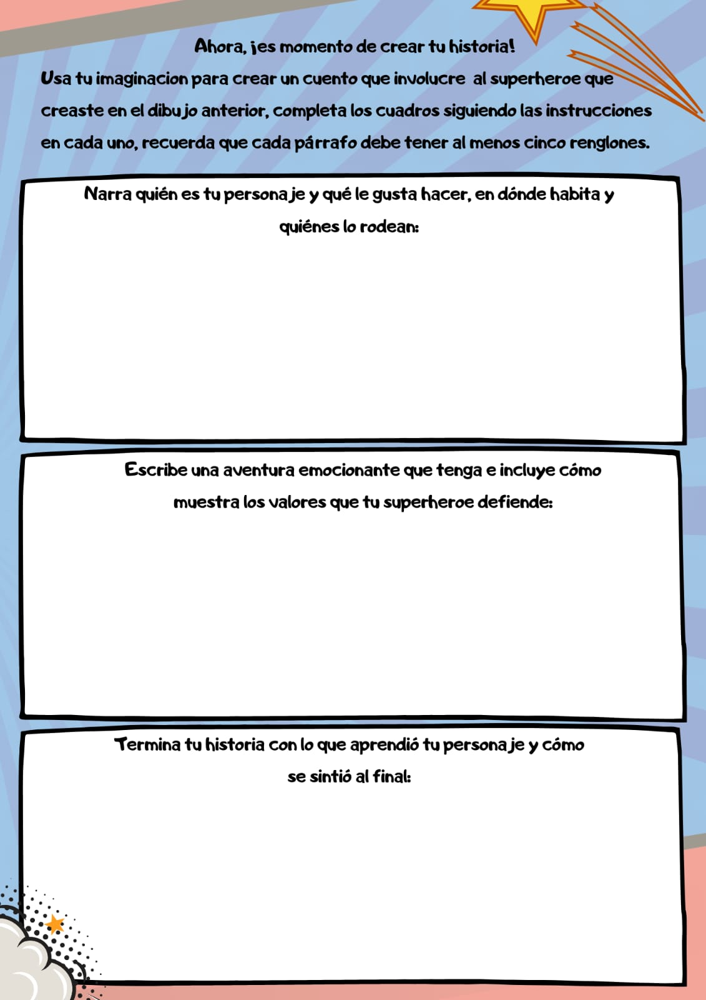 Ahora, ¡es momento de crear tu historia!
Usa tu imaginacion para crear un cuento que involucre al superheroe que
creaste en el dibujo anterior, completa los cuadros siguiendo las instrucciones
en cada uno, recuerda que cada párrafo debe tener al menos cinco renglones.
Narra quién es tu personaje y qué le gusta hacer, en dónde habita y
quiénes lo rodean:
Escribe una aventura emocionante que tenga e incluye cómo
muestra los valores que tu superheroe defiende:
Termina tu historia con lo que aprendió tu personaje y cómo
se sintió al final: